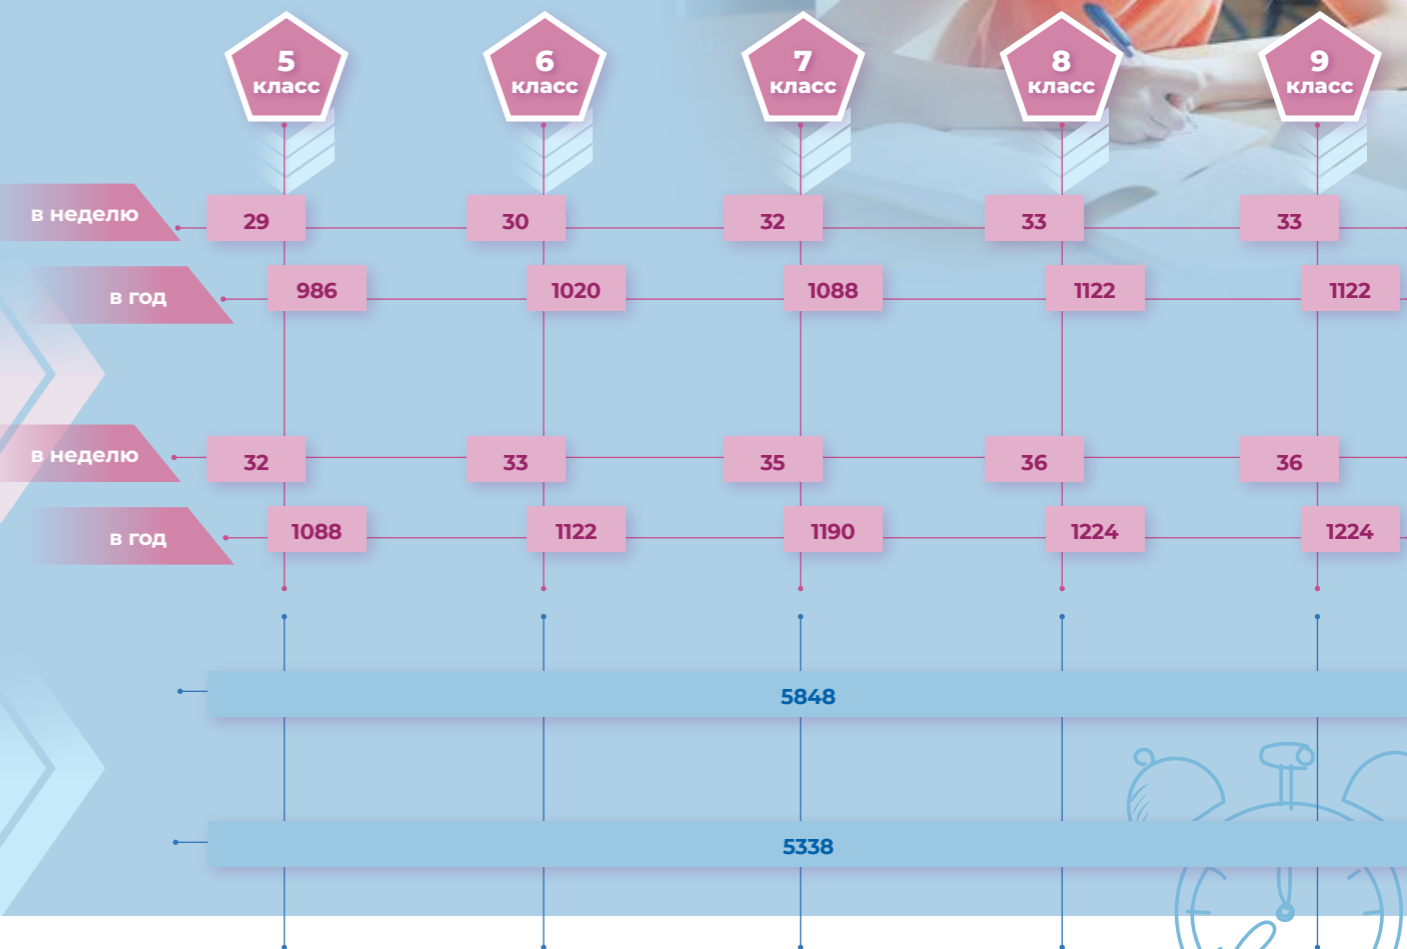 5 класс
6 класс
7 класс
8 класс
9 класс
в неделю 29 30 32 33 33
в год 986 1020 1088 1122 1122
в неделю 32 33 35 36 36
в год 1088 1122 1190 1224 1224
5848
5338